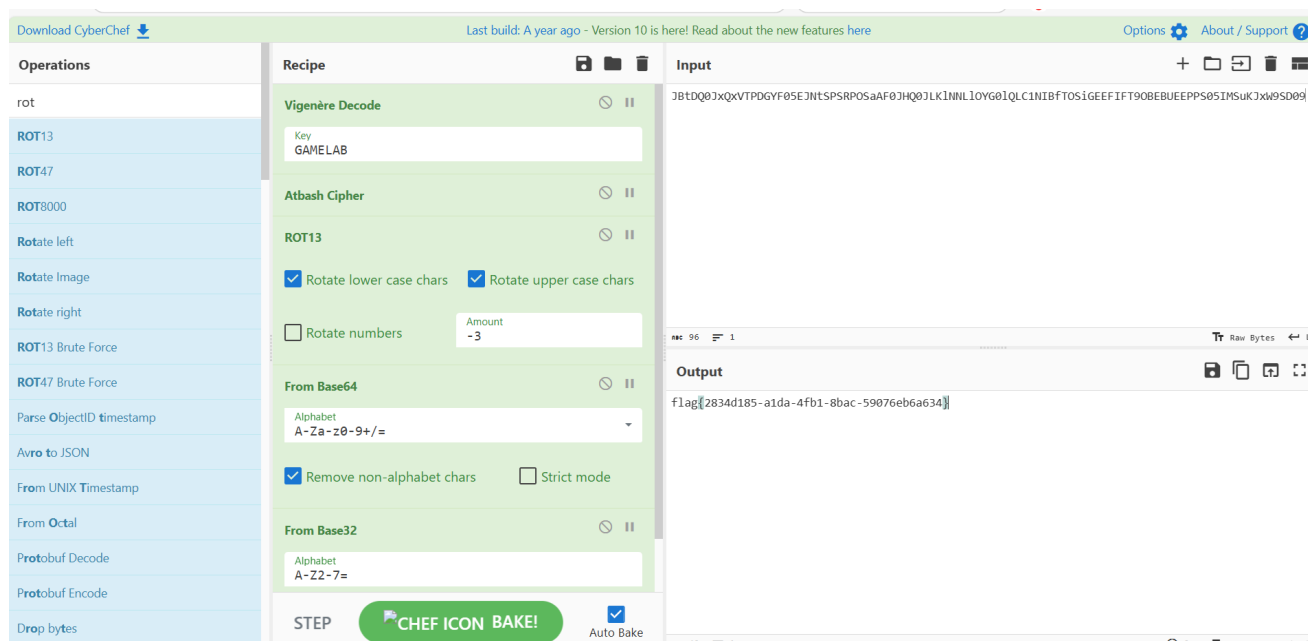 Download CyberChef
Last build: A year ago - Version 10 is here! Read about the new features here
Options
About / Support
Operations
rot
ROT13
ROT47
ROT8000
Rotate left
Rotate Image
Rotate right
ROT13 Brute Force
ROT47 Brute Force
Parse ObjectID timestamp
Avro to JSON
From UNIX Timestamp
From Octal
Protobuf Decode
Protobuf Encode
Drop bytes
Recipe
Vigenère Decode
Key
GAMELAB
Atbash Cipher
ROT13
Rotate lower case chars
Rotate upper case chars
Rotate numbers
Amount
-3
From Base64
Alphabet
A-Za-z0-9+/=
Remove non-alphabet chars
Strict mode
From Base32
Alphabet
A-Z2-7=
STEP
CHEF ICON BAKE!
Auto Bake
Input
JBtDQ0JxQxVTPDGYF05EJNtSPSRPOSaAF0JHQ0JLKlNNLlOYG0lQLC1NIBfTOSiGEEFIFT9OBEBUEEPPS05IMSuKJxW9SD09
ABC 96
1
Raw Bytes
Output
flag{2834d185-a1da-4fb1-8bac-59076eb6a634}